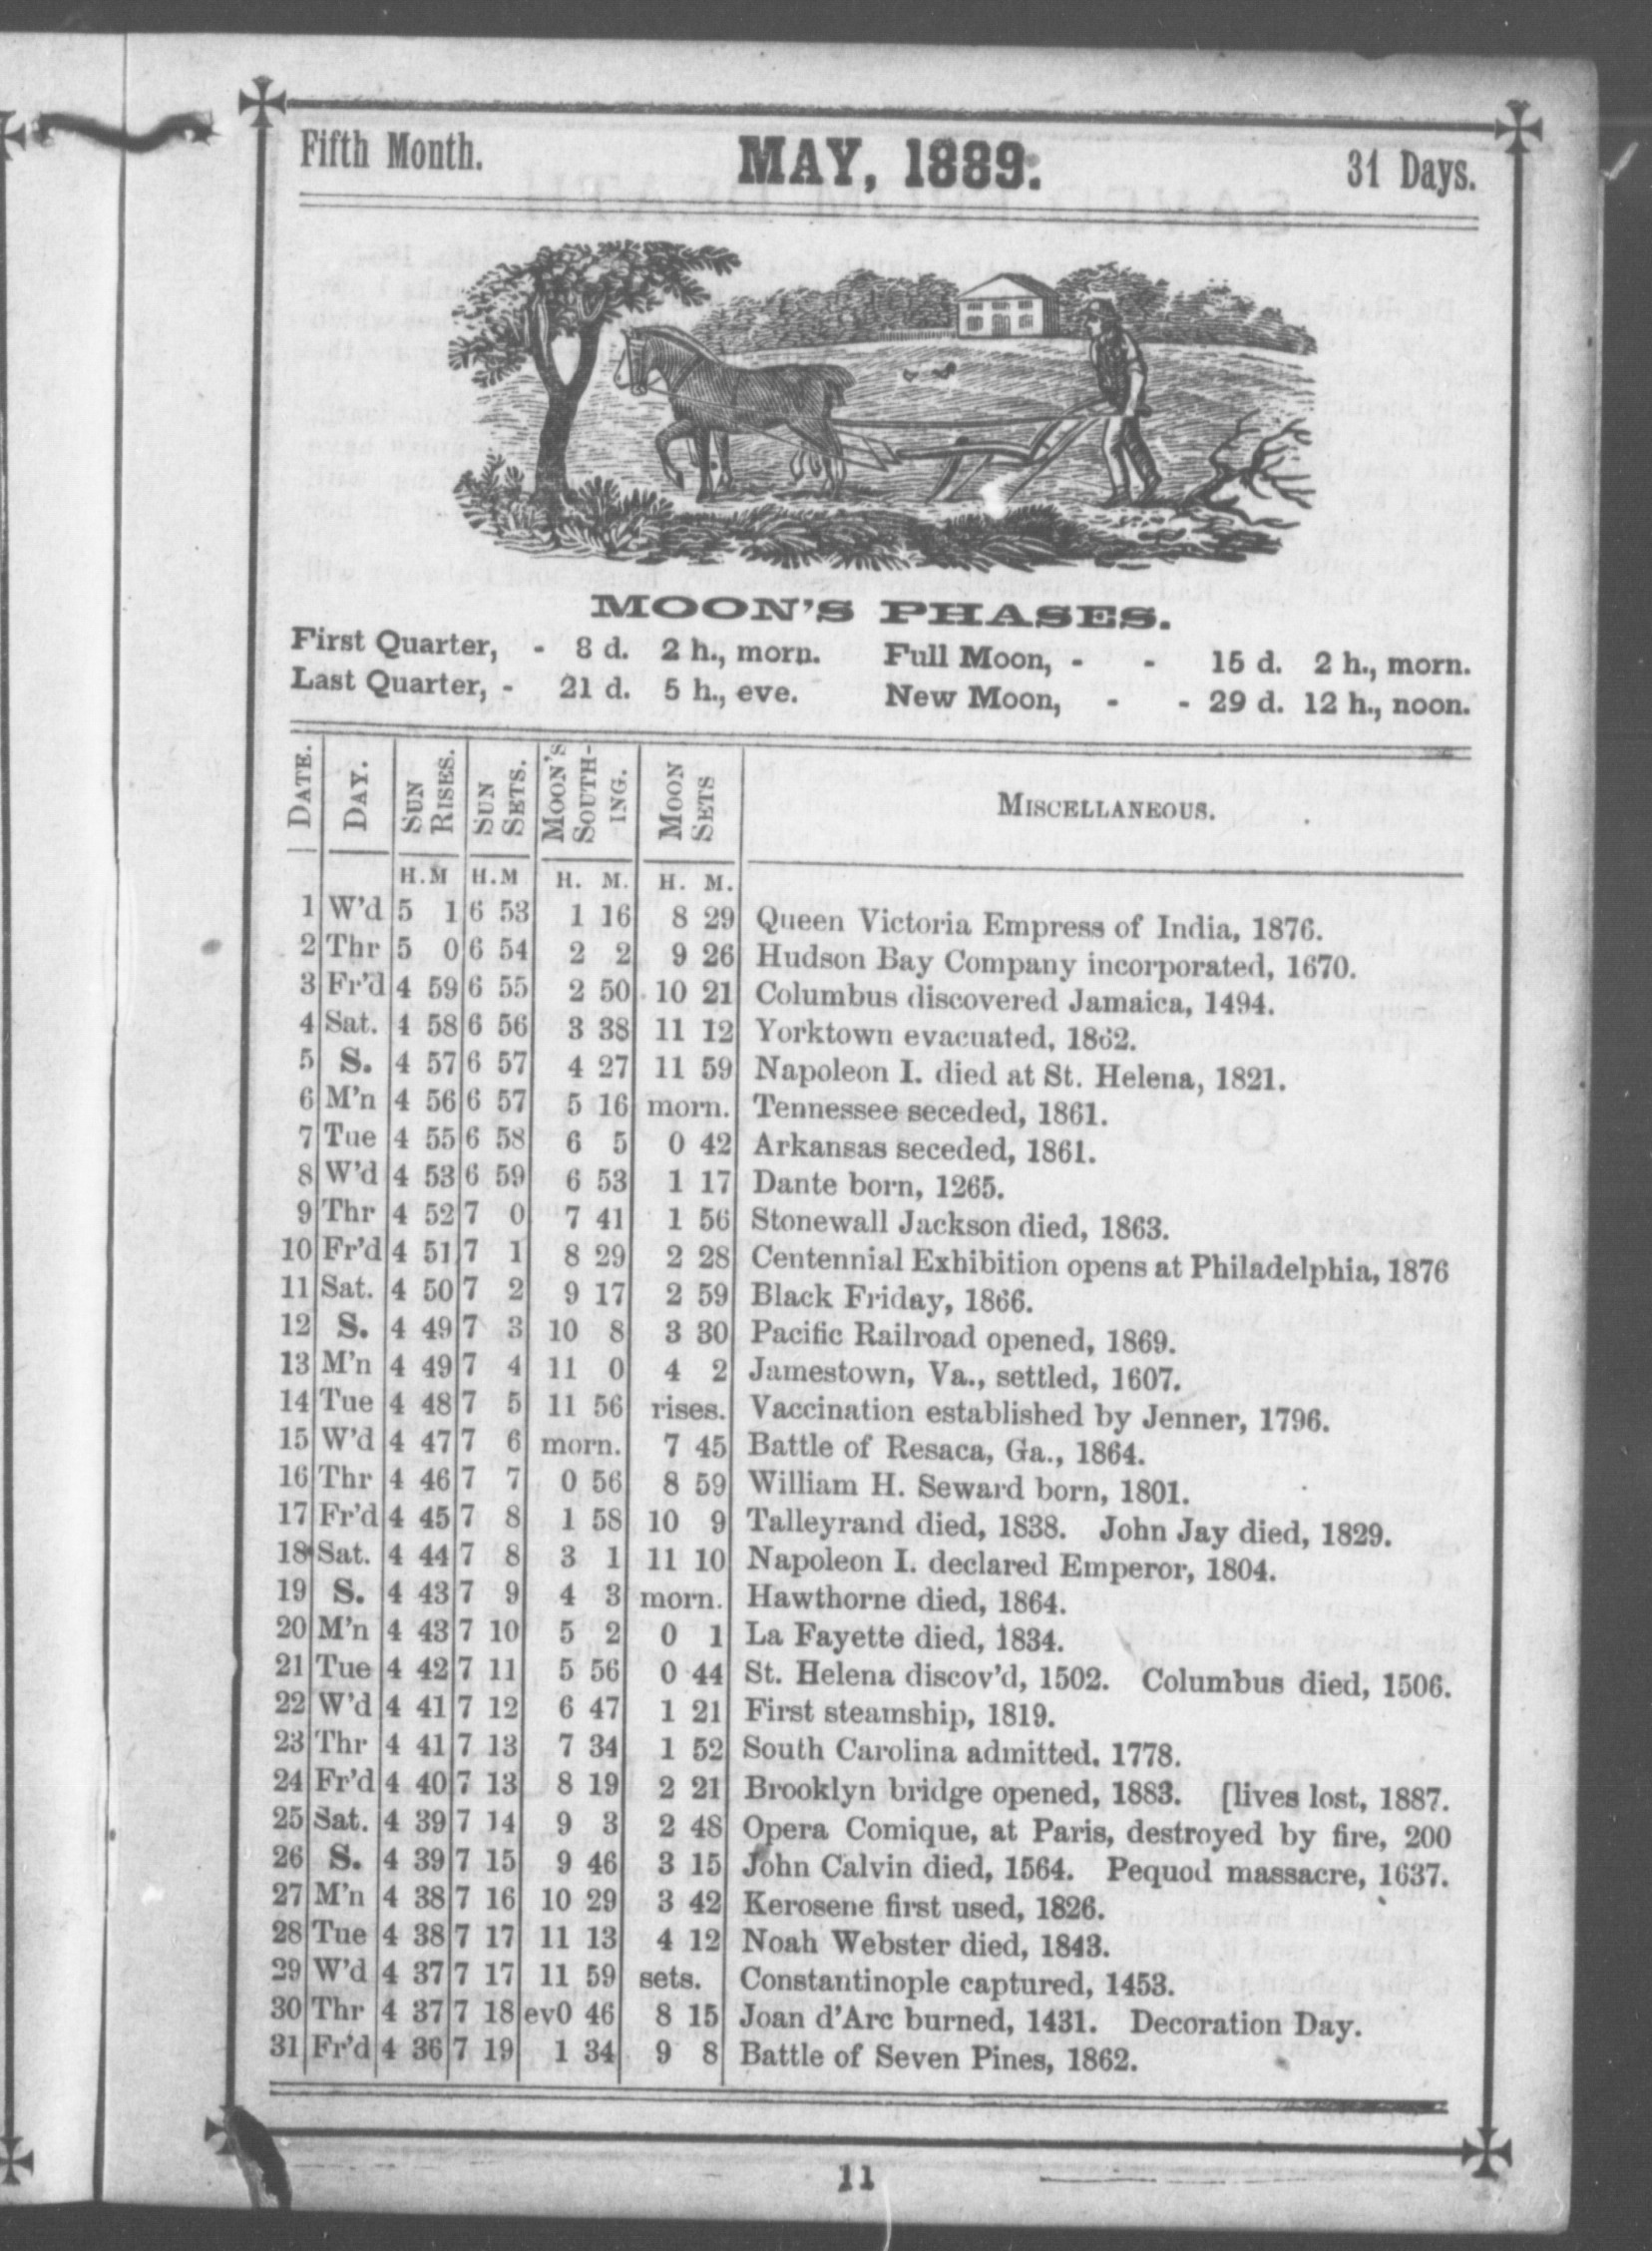 Fifth Month. MAY, 1889. 31 Days.
MOON'S PHASES.
First Quarter, - 8 d. 2 h., morn. Full Moon, - - 15 d. 2 h., morn.
Last Quarter, - 21 d. 5 h., eve. New Moon, - - 29 d. 12 h., noon.
DATE. DAY. SUN RISES. SUN SETS. MOON'S SOUTHING. MOON SETS MISCELLANEOUS.
H.M H.M H. M. H. M.
1 W'd 5 1 6 53 1 16 8 29 Queen Victoria Empress of India, 1876.
2 Thr 5 0 6 54 2 2 9 26 Hudson Bay Company incorporated, 1670.
3 Fr'd 4 59 6 55 2 50 10 21 Columbus discovered Jamaica, 1494.
4 Sat. 4 58 6 56 3 38 11 12 Yorktown evacuated, 1862.
5 S. 4 57 6 57 4 27 11 59 Napoleon I. died at St. Helena, 1821.
6 M'n 4 56 6 57 5 16 morn. Tennessee seceded, 1861.
7 Tue 4 55 6 58 6 5 0 42 Arkansas seceded, 1861.
8 W'd 4 53 6 59 6 53 1 17 Dante born, 1265.
9 Thr 4 52 7 0 7 41 1 56 Stonewall Jackson died, 1863.
10 Fr'd 4 51 7 1 8 29 2 28 Centennial Exhibition opens at Philadelphia, 1876
11 Sat. 4 50 7 2 9 17 2 59 Black Friday, 1866.
12 S. 4 49 7 3 10 8 3 30 Pacific Railroad opened, 1869.
13 M'n 4 49 7 4 11 0 4 2 Jamestown, Va., settled, 1607.
14 Tue 4 48 7 5 11 56 rises. Vaccination established by Jenner, 1796.
15 W'd 4 47 7 6 morn. 7 45 Battle of Resaca, Ga., 1864.
16 Thr 4 46 7 7 0 56 8 59 William H. Seward born, 1801.
17 Fr'd 4 45 7 8 1 58 10 9 Talleyrand died, 1838. John Jay died, 1829.
18 Sat. 4 44 7 8 3 1 11 10 Napoleon I. declared Emperor, 1804.
19 S. 4 43 7 9 4 3 morn. Hawthorne died, 1864.
20 M'n 4 43 7 10 5 2 0 1 La Fayette died, 1834.
21 Tue 4 42 7 11 5 56 0 44 St. Helena discov'd, 1502. Columbus died, 1506.
22 W'd 4 41 7 12 6 47 1 21 First steamship, 1819.
23 Thr 4 41 7 13 7 34 1 52 South Carolina admitted. 1778.
24 Fr'd 4 40 7 13 8 19 2 21 Brooklyn bridge opened, 1883. [lives lost, 1887.
25 Sat. 4 39 7 14 9 3 2 48 Opera Comique, at Paris, destroyed by fire, 200
26 S. 4 39 7 15 9 46 3 15 John Calvin died, 1564. Pequod massacre, 1637.
27 M'n 4 38 7 16 10 29 3 42 Kerosene first used, 1826.
28 Tue 4 38 7 17 11 13 4 12 Noah Webster died, 1843.
29 W'd 4 37 7 17 11 59 sets. Constantinople captured, 1453.
30 Thr 4 37 7 18 ev0 46 8 15 Joan d'Arc burned, 1431. Decoration Day.
31 Fr'd 4 36 7 19 1 34 9 8 Battle of Seven Pines, 1862.
11